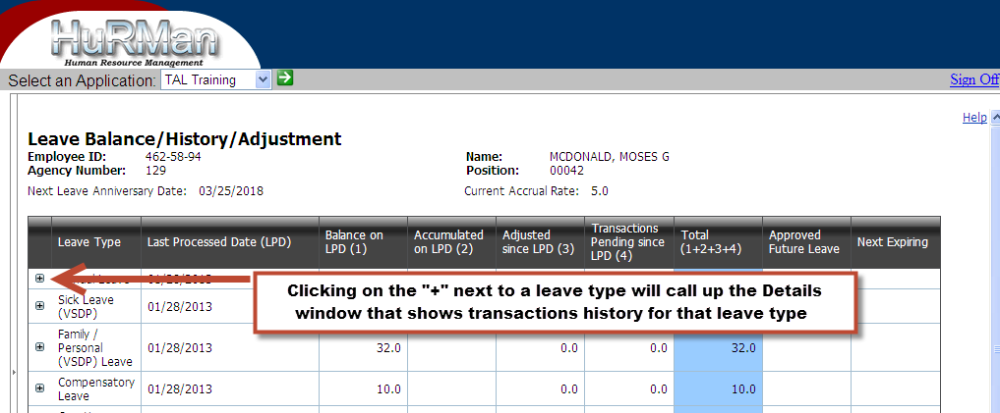 HuRMan
Human Resource Management
Select an Application: TAL Training
Sign Off
Help
Leave Balance/History/Adjustment
Employee ID: 462-58-94 Name: MCDONALD, MOSES G
Agency Number: 129 Position: 00042
Next Leave Anniversary Date: 03/25/2018 Current Accrual Rate: 5.0
Leave Type
Last Processed Date (LPD)
Balance on
LPD (1)
Accumulated
on LPD (2)
Adjusted
since LPD (3)
Transactions
Pending since
LPD (4)
Total
(1+2+3+4)
Approved
Future Leave
Next Expiring
Clicking on the "+" next to a leave type will call up the Details
window that shows transactions history for that leave type
Sick Leave
(VSDP)
01/28/2013
Family /
Personal
(VSDP) Leave
01/28/2013 32.0 0.0 0.0 32.0
Compensatory
Leave
01/28/2013 10.0 0.0 0.0 10.0